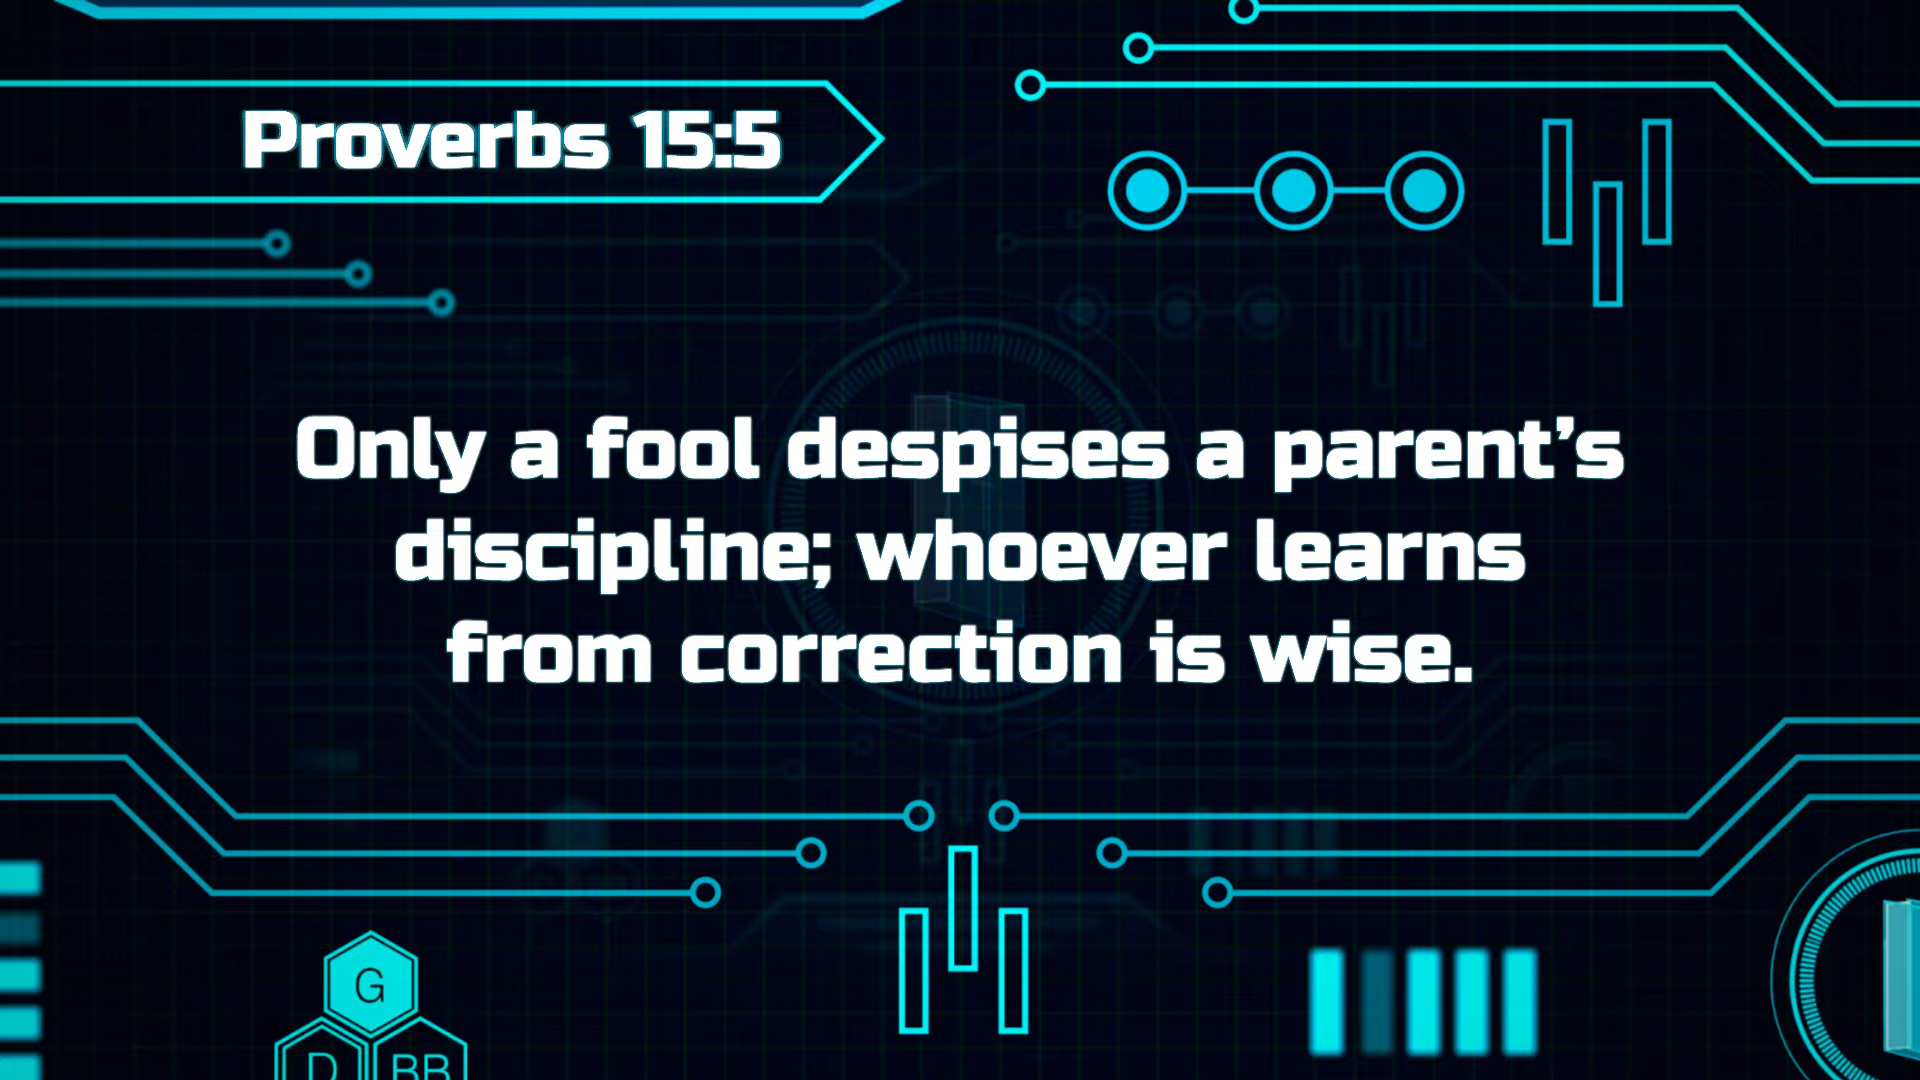 Proverbs 15:5
Only a fool despises a parent’s
discipline; whoever learns
from correction is wise.
G
D BB